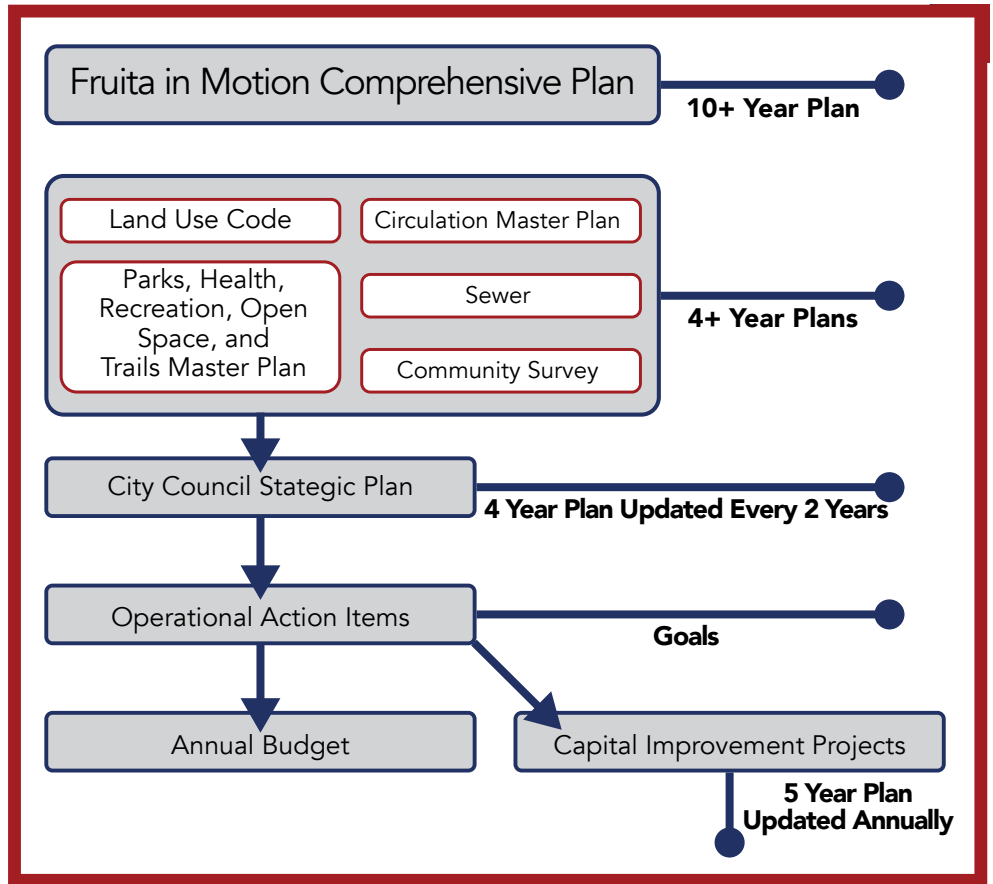 Fruita in Motion Comprehensive Plan
10+ Year Plan
Land Use Code
Circulation Master Plan
Parks, Health,
Recreation, Open
Space, and
Trails Master Plan
Sewer
Community Survey
4+ Year Plans
City Council Stategic Plan
4 Year Plan Updated Every 2 Years
Operational Action Items
Goals
Annual Budget
Capital Improvement Projects
5 Year Plan
Updated Annually